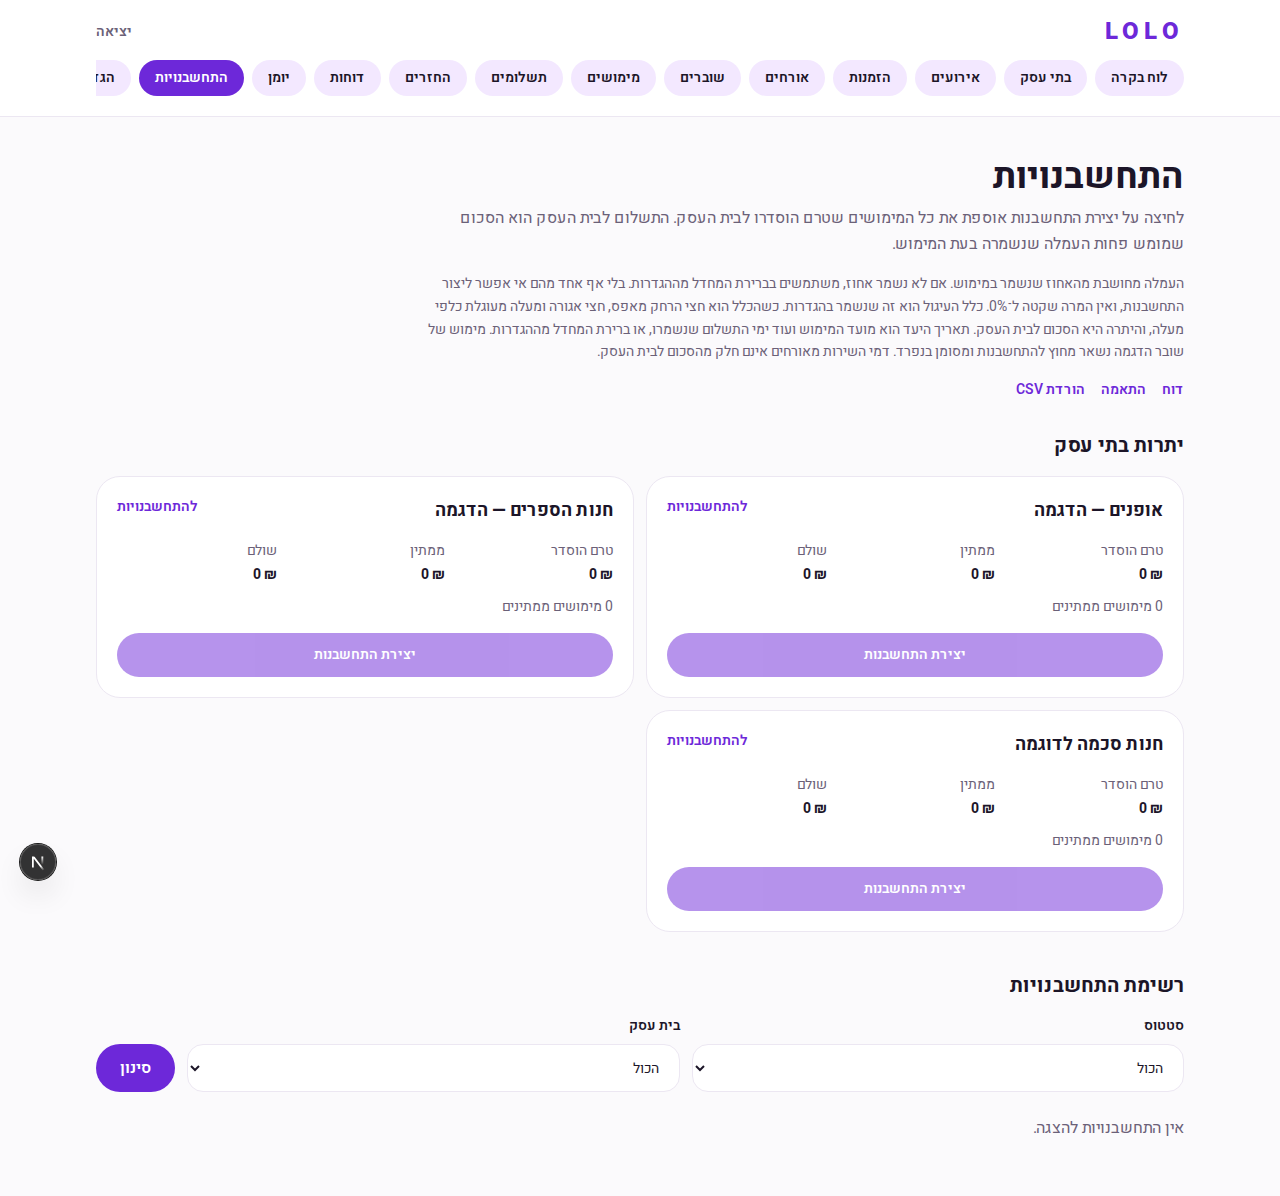 LOLO
יציאה
לוח בקרה
בתי עסק
אירועים
הזמנות
אורחים
שוברים
מימושים
תשלומים
החזרים
דוחות
יומן
התחשבנויות
התחשבנויות
לחיצה על יצירת התחשבנות אוספת את כל המימושים שטרם הוסדרו לבית העסק. התשלום לבית העסק הוא הסכום
שמומש פחות העמלה שנשמרה בעת המימוש.
העמלה מחושבת מהאחוז שנשמר במימוש. אם לא נשמר אחוז, משתמשים בברירת המחדל מההגדרות. בלי אף אחד מהם אי אפשר ליצור
התחשבנות, ואין המרה שקטה ל־0%. כלל העיגול הוא זה שנשמר בהגדרות. כשהכלל הוא חצי הרחק מאפס, חצי אגורה ומעלה מעוגלת כלפי
מעלה, והיתרה היא הסכום לבית העסק. תאריך היעד הוא מועד המימוש ועוד ימי התשלום שנשמרו, או ברירת המחדל מההגדרות. מימוש של
שובר הדגמה נשאר מחוץ להתחשבנות ומסומן בנפרד. דמי השירות מאורחים אינם חלק מהסכום לבית העסק.
דוח
התאמה
הורדת CSV
יתרות בתי עסק
אופנים — הדגמה
להתחשבנויות
טרם הוסדר
ממתין
שולם
₪ 0
₪ 0
₪ 0
0 מימושים ממתינים
יצירת התחשבנות
חנות הספרים — הדגמה
להתחשבנויות
טרם הוסדר
ממתין
שולם
₪ 0
₪ 0
₪ 0
0 מימושים ממתינים
יצירת התחשבנות
חנות סכמה לדוגמה
להתחשבנויות
טרם הוסדר
ממתין
שולם
₪ 0
₪ 0
₪ 0
0 מימושים ממתינים
יצירת התחשבנות
רשימת התחשבנויות
סטטוס
בית עסק
הכול
הכול
סינון
אין התחשבנויות להצגה.